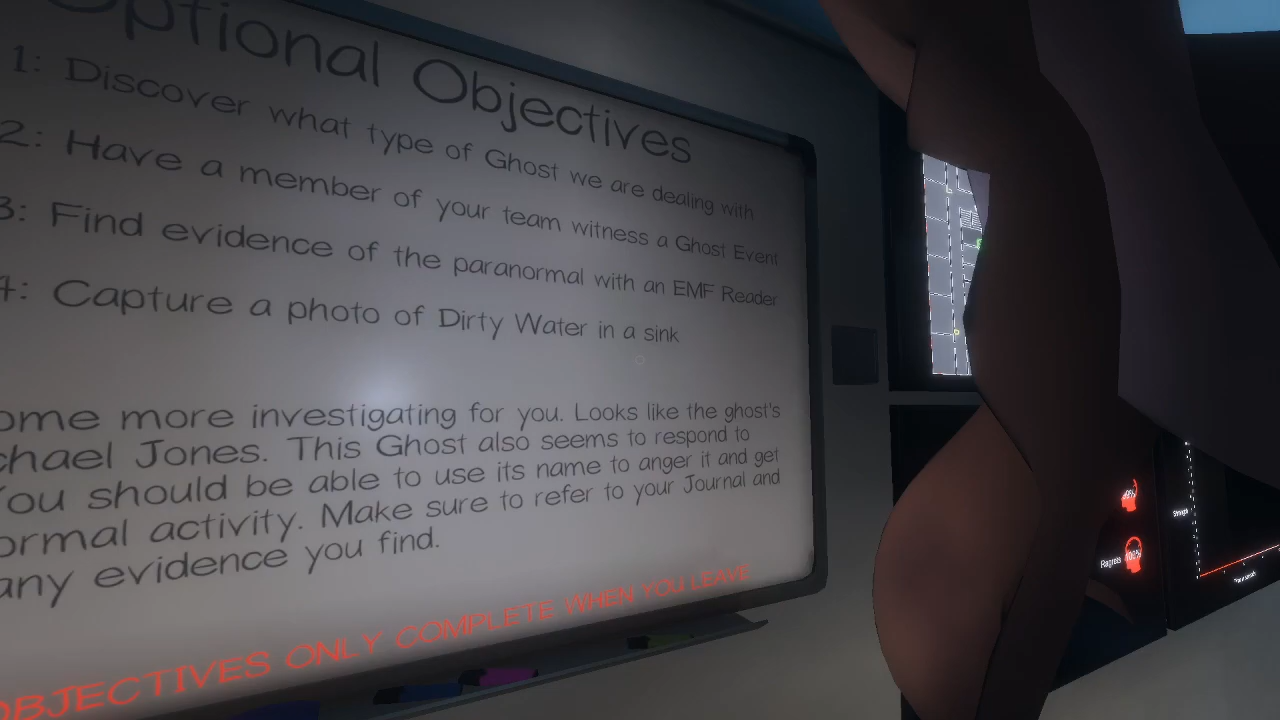 Optional Objectives
1: Discover what type of Ghost we are dealing with
2: Have a member of your team witness a Ghost Event
3: Find evidence of the paranormal with an EMF Reader
4: Capture a photo of Dirty Water in a sink
ome more investigating for you. Looks like the ghost's
chael Jones. This Ghost also seems to respond to
You should be able to use its name to anger it and get
ormal activity. Make sure to refer to your Journal and
any evidence you find.
OBJECTIVES ONLY COMPLETE WHEN YOU LEAVE
100%